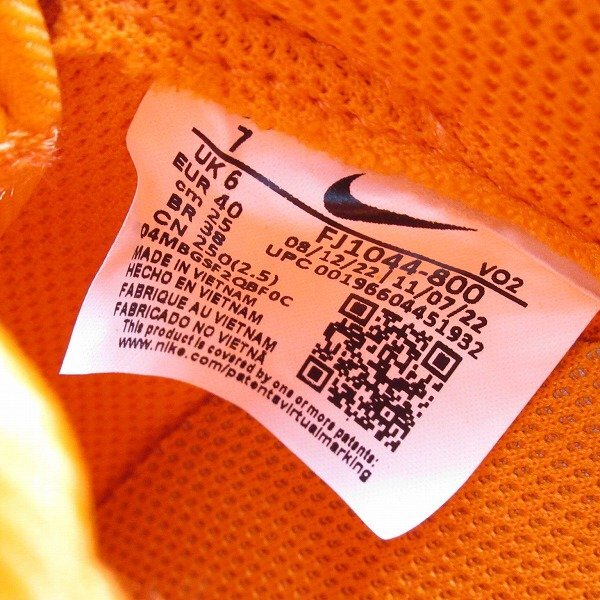 7
UK 6
EUR 40
cm 25
BR 38
CN 250(2.5)
04MBGSF2QBF0C
MADE IN VIETNAM
HECHO EN VIETNAM
FABRIQUE AU VIETNAM
FABRICADO NO VIETNÃ
This product is covered by one or more patents:
www.nike.com/patentsvirtualmarking
FJ1044-800 VO2
08/12/22 | 11/07/22
UPC 00196604451932